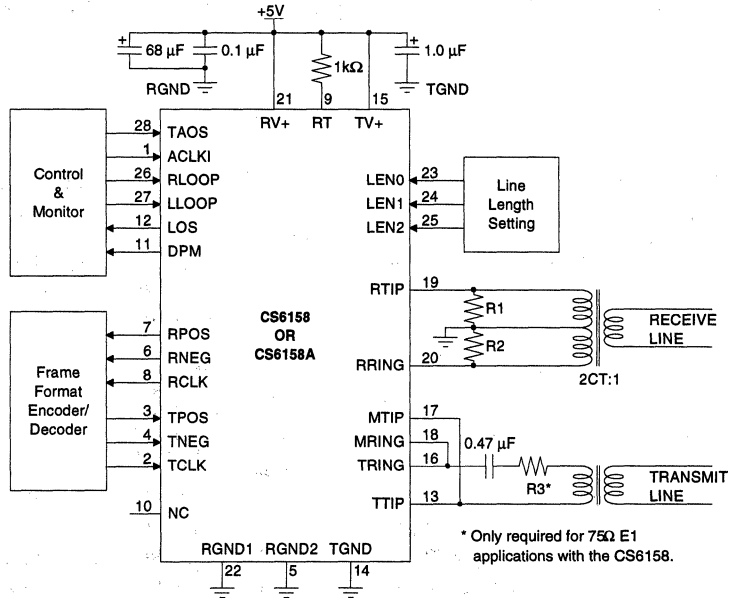 +5V
+
68 µF
0.1 µF
1kΩ
+
1.0 µF
RGND
TGND
21
9
15
RV+
RT
TV+
Control
&
Monitor
28
TAOS
1
ACLKI
26
RLOOP
27
LLOOP
12
LOS
11
DPM
LEN0
23
LEN1
24
LEN2
25
Line
Length
Setting
CS6158
OR
CS6158A
RTIP
19
R1
R2
RRING
20
2CT:1
RECEIVE
LINE
Frame
Format
Encoder/
Decoder
7
RPOS
6
RNEG
8
RCLK
3
TPOS
4
TNEG
2
TCLK
10
NC
MTIP
17
MRING
18
TRING
16
TTIP
13
0.47 µF
R3*
TRANSMIT
LINE
* Only required for 75Ω E1
applications with the CS6158.
RGND1
RGND2
TGND
22
5
14